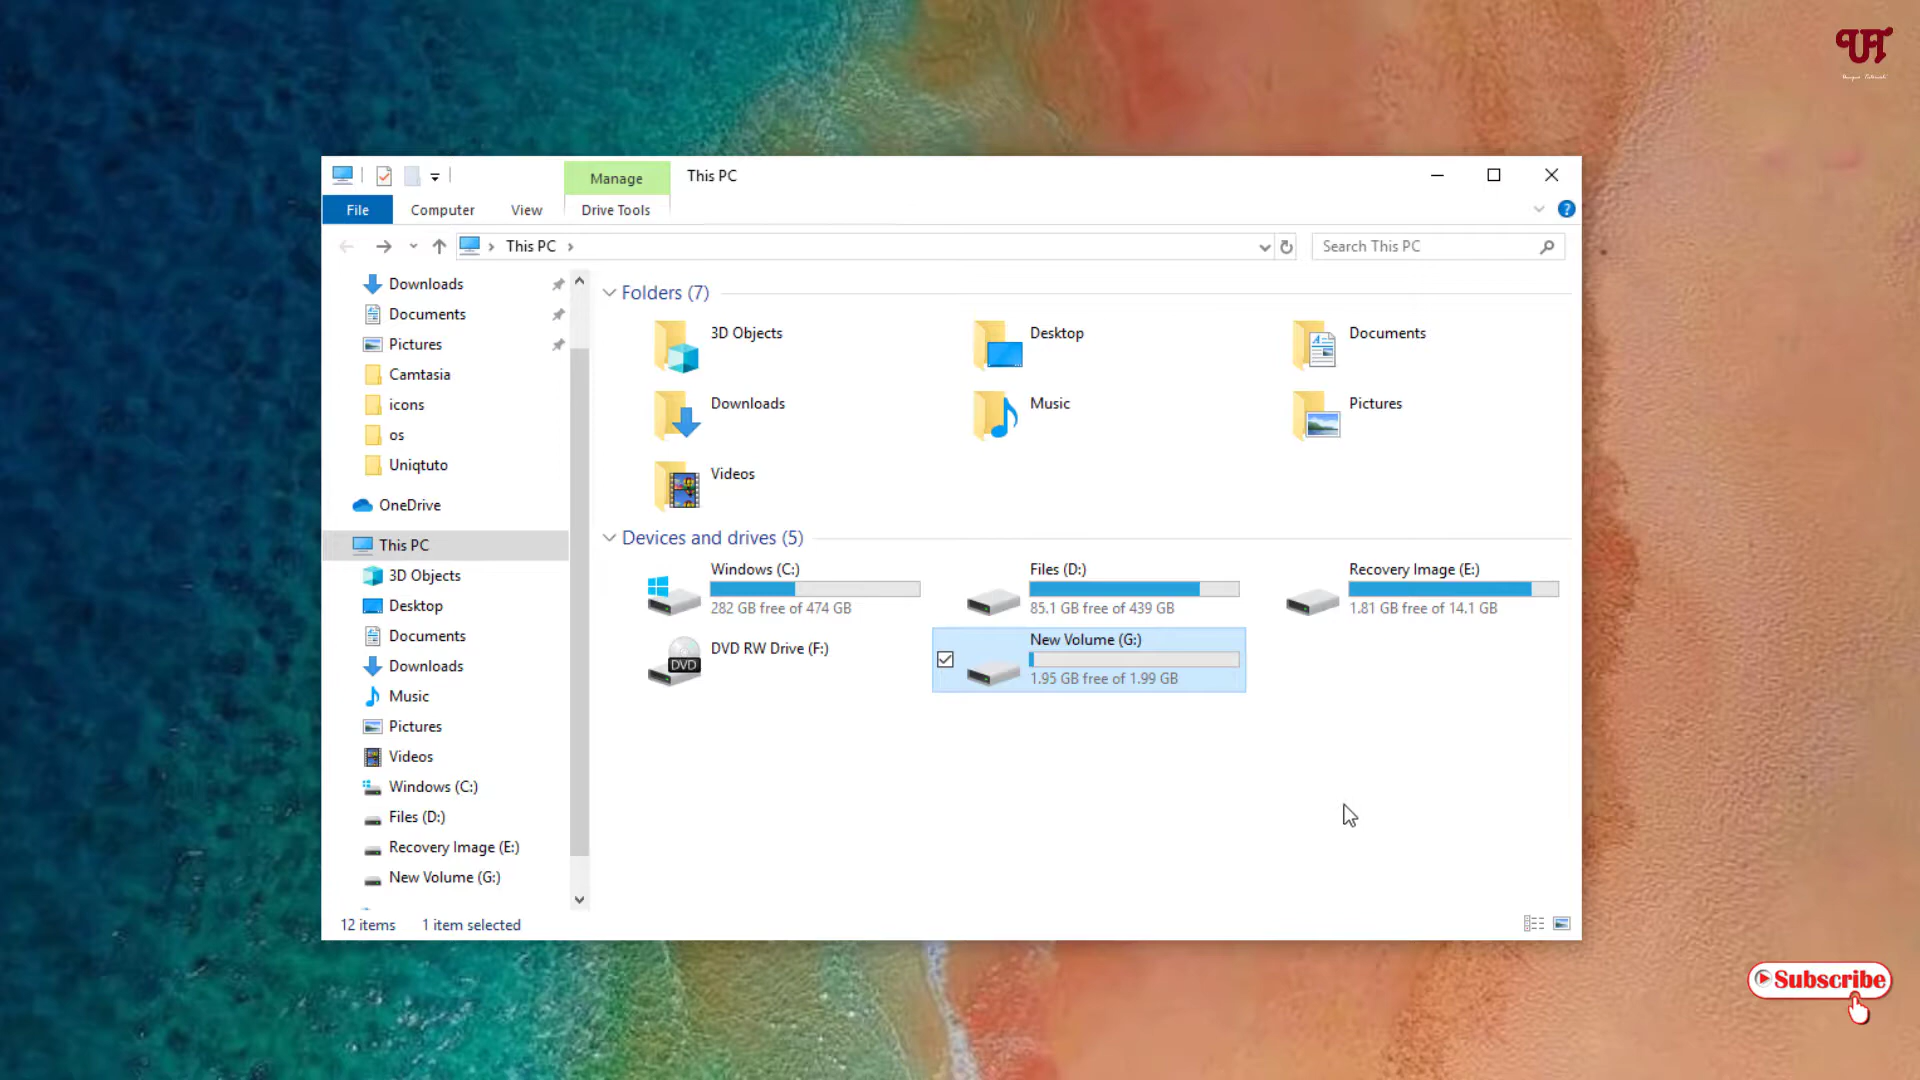 UT
Unique Tutorial
Manage
This PC
File
Computer
View
Drive Tools
?
This PC
Search This PC
Downloads
Documents
Pictures
Camtasia
icons
os
Uniqtuto
OneDrive
This PC
3D Objects
Desktop
Documents
Downloads
Music
Pictures
Videos
Windows (C:)
Files (D:)
Recovery Image (E:)
New Volume (G:)
Folders (7)
3D Objects
Desktop
Documents
Downloads
Music
Pictures
Videos
Devices and drives (5)
Windows (C:)
282 GB free of 474 GB
Files (D:)
85.1 GB free of 439 GB
Recovery Image (E:)
1.81 GB free of 14.1 GB
DVD
DVD RW Drive (F:)
New Volume (G:)
1.95 GB free of 1.99 GB
12 items
1 item selected
Subscribe